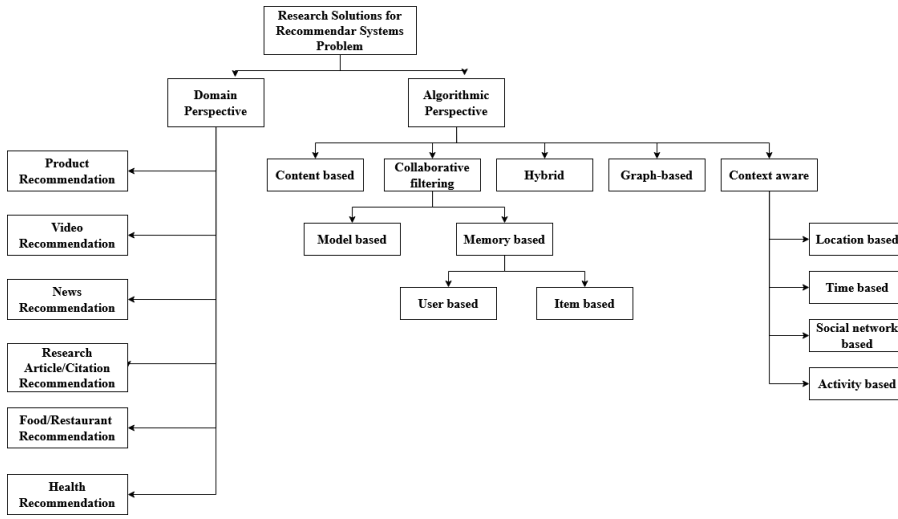 Research Solutions for
Recommendar Systems
Problem
Domain
Perspective
Algorithmic
Perspective
Product
Recommendation
Video
Recommendation
News
Recommendation
Research
Article/Citation
Recommendation
Food/Restaurant
Recommendation
Health
Recommendation
Content based
Collaborative
filtering
Hybrid
Graph-based
Context aware
Model based
Memory based
User based
Item based
Location based
Time based
Social network
based
Activity based